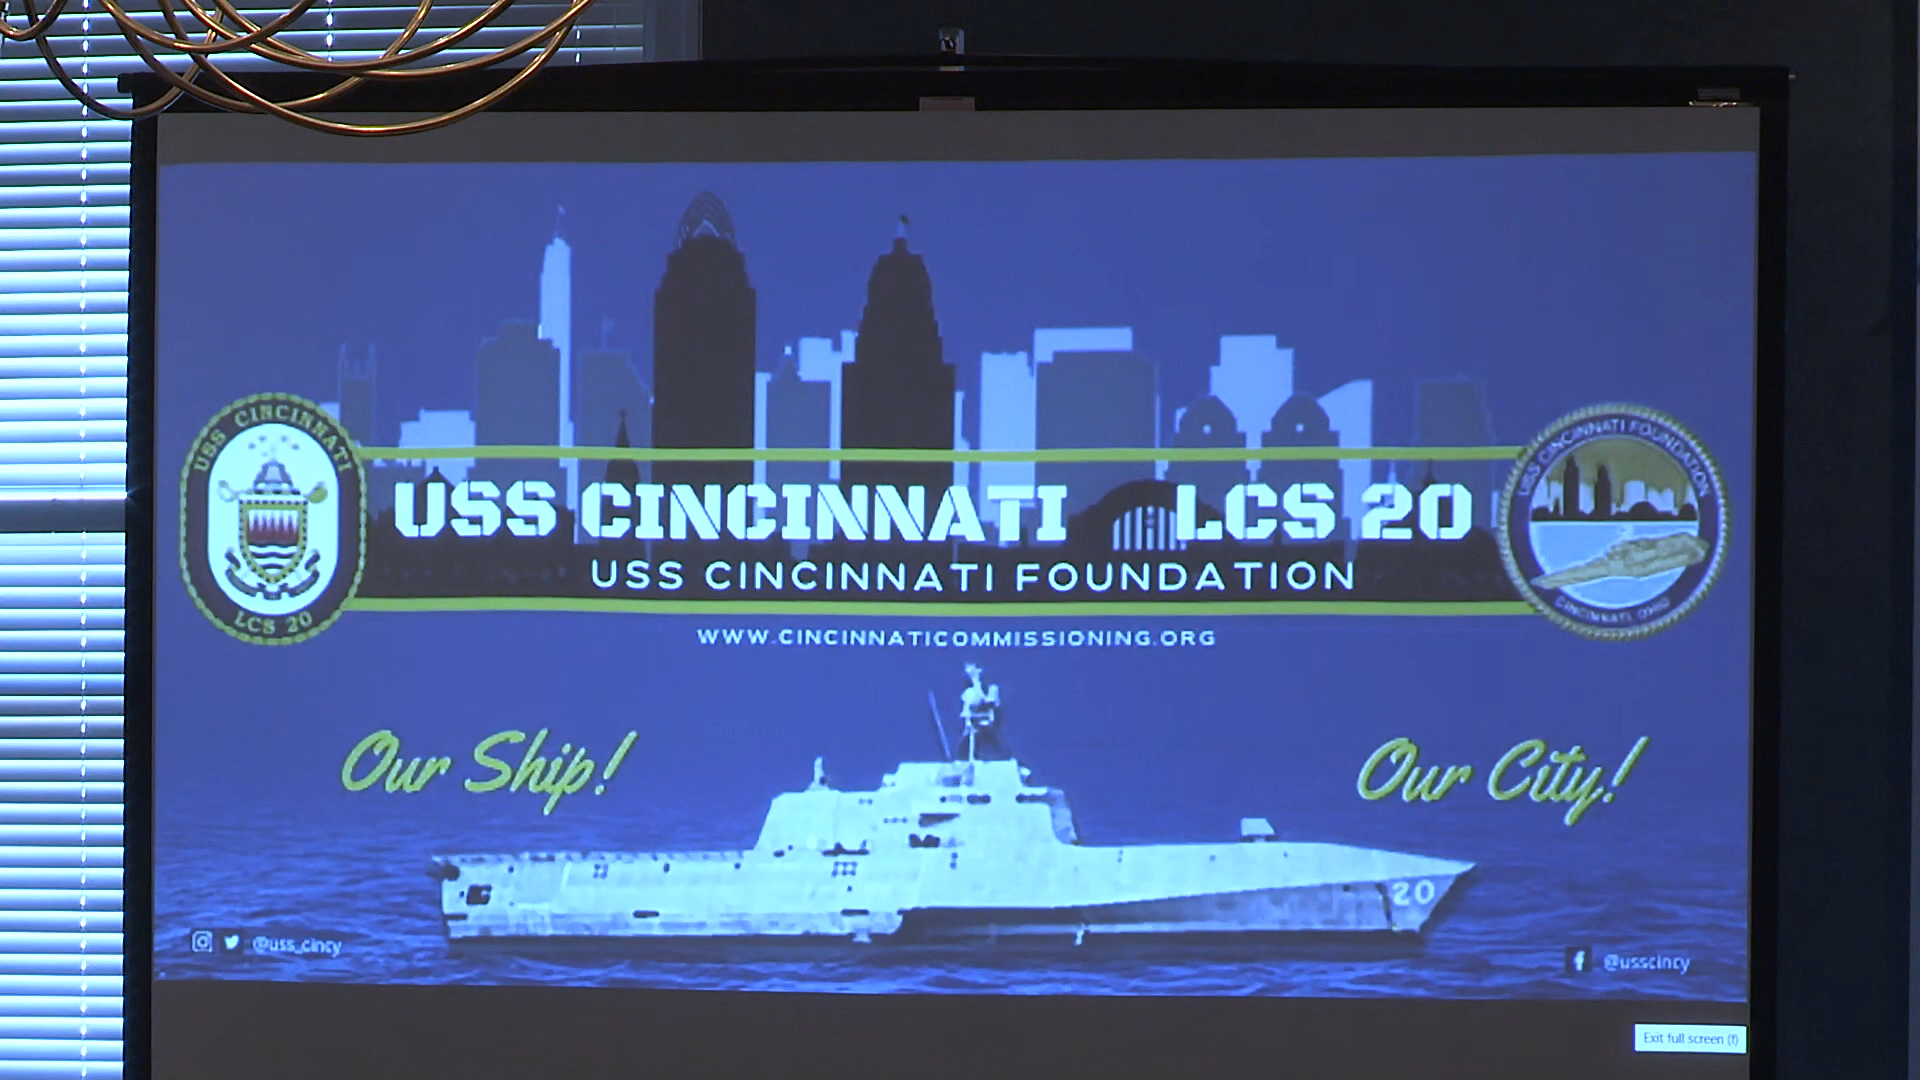 USS CINCINNATI
LCS 20
USS CINCINNATI LCS 20
USS CINCINNATI FOUNDATION
USS CINCINNATI FOUNDATION
CINCINNATI, OHIO
WWW.CINCINNATICOMMISSIONING.ORG
Our Ship!
Our City!
20
@uss_cincy
@usscincy
Exit full screen (f)